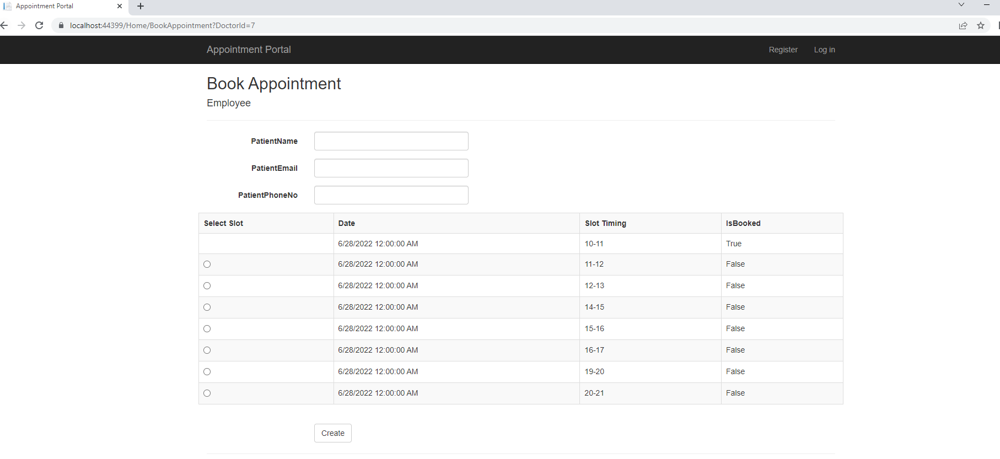 Appointment Portal
localhost:44399/Home/BookAppointment?DoctorId=7
Appointment Portal Register Log in
Book Appointment
Employee
PatientName
PatientEmail
PatientPhoneNo
Select Slot Date Slot Timing IsBooked
6/28/2022 12:00:00 AM 10-11 True
6/28/2022 12:00:00 AM 11-12 False
6/28/2022 12:00:00 AM 12-13 False
6/28/2022 12:00:00 AM 14-15 False
6/28/2022 12:00:00 AM 15-16 False
6/28/2022 12:00:00 AM 16-17 False
6/28/2022 12:00:00 AM 19-20 False
6/28/2022 12:00:00 AM 20-21 False
Create